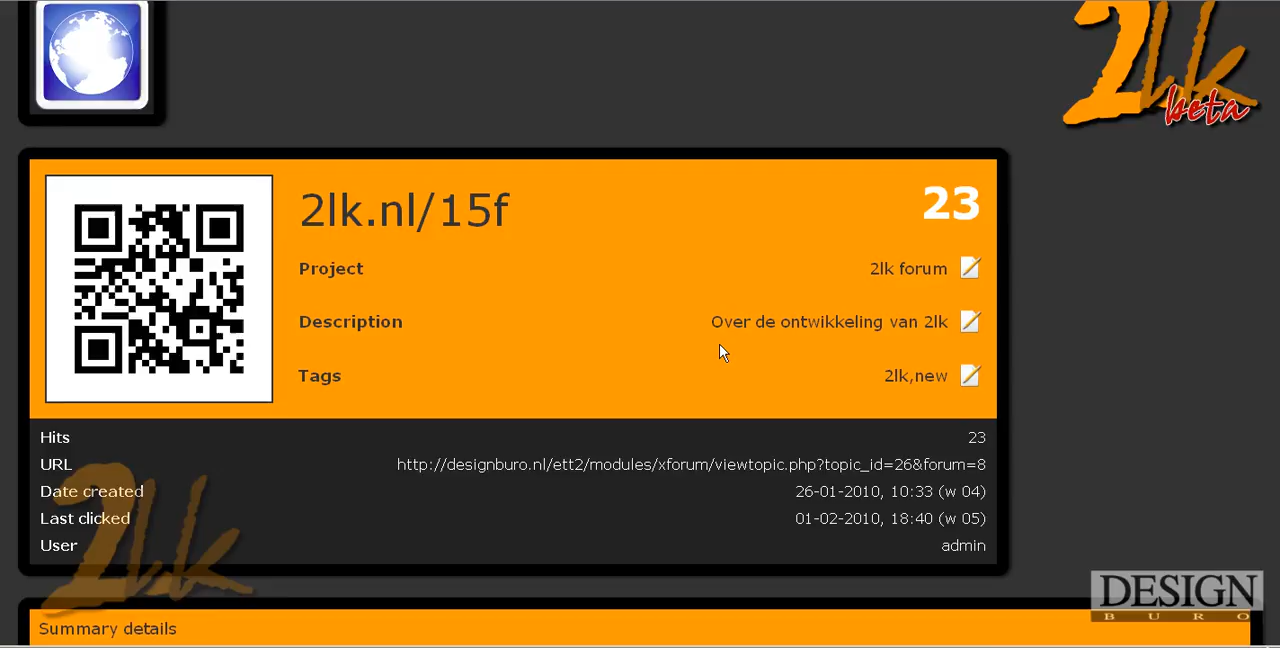 2lk
beta
2lk.nl/15f
23
Project
2lk forum
Description
Over de ontwikkeling van 2lk
Tags
2lk,new
Hits
23
URL
http://designburo.nl/ett2/modules/xforum/viewtopic.php?topic_id=26&forum=8
Date created
26-01-2010, 10:33 (w 04)
Last clicked
01-02-2010, 18:40 (w 05)
User
admin
2lk
DESIGN
BURO
Summary details